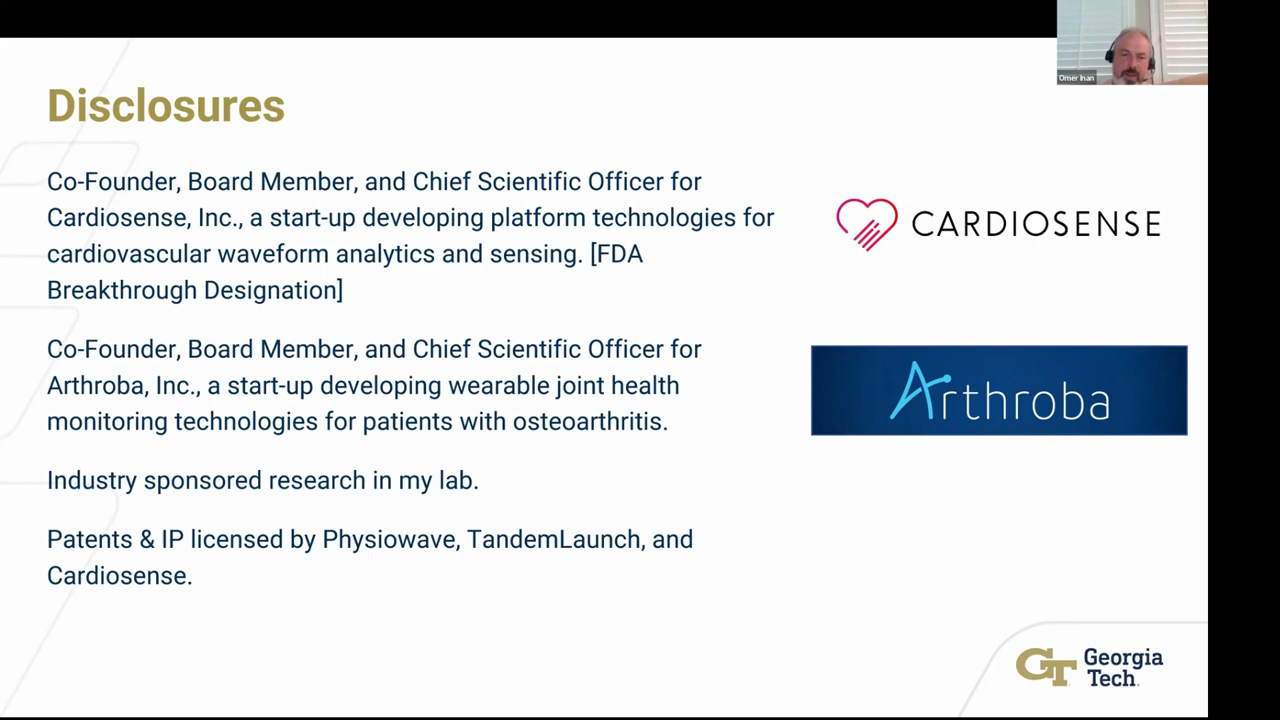 Omer Inan
Disclosures
Co-Founder, Board Member, and Chief Scientific Officer for
Cardiosense, Inc., a start-up developing platform technologies for
cardiovascular waveform analytics and sensing. [FDA
Breakthrough Designation]
CARDIOSENSE
Co-Founder, Board Member, and Chief Scientific Officer for
Arthroba, Inc., a start-up developing wearable joint health
monitoring technologies for patients with osteoarthritis.
Arthroba
Industry sponsored research in my lab.
Patents & IP licensed by Physiowave, TandemLaunch, and
Cardiosense.
GT
Georgia
Tech